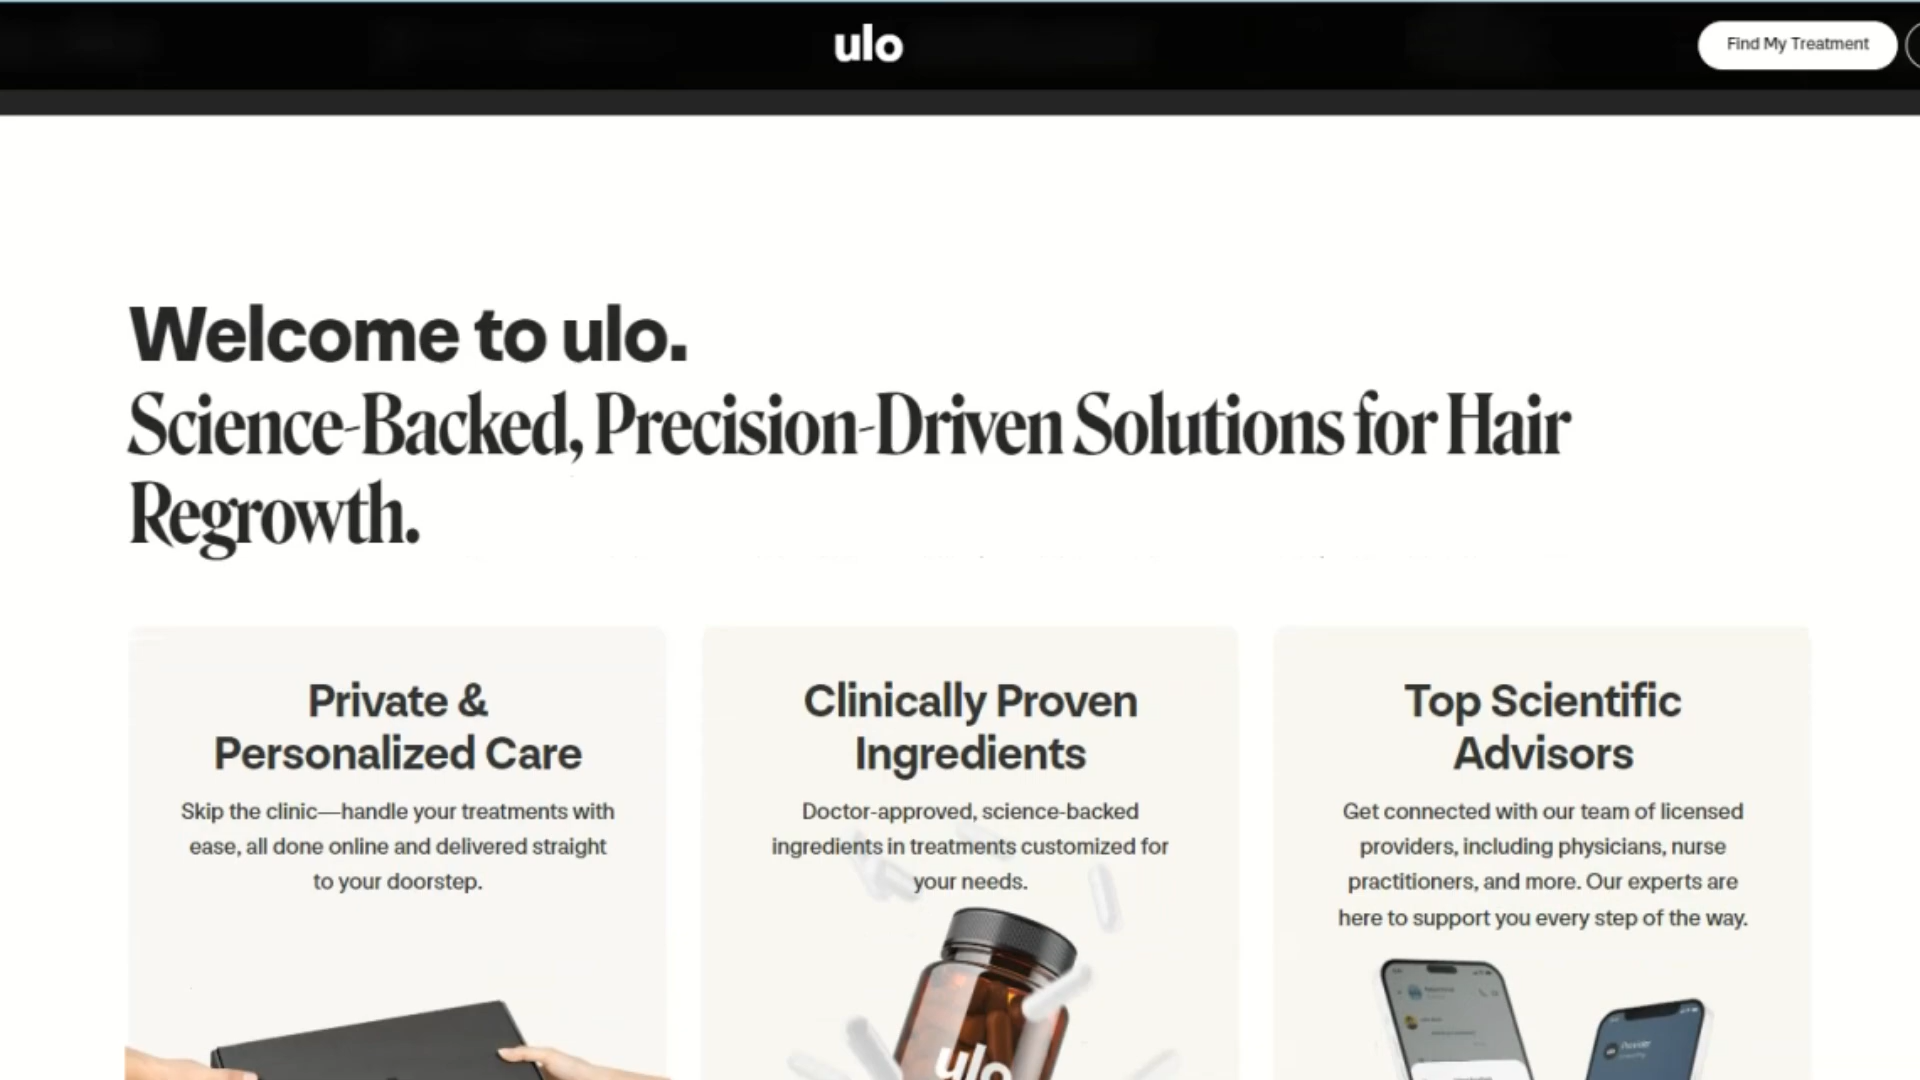 ulo
Find My Treatment
Welcome to ulo.
Science-Backed, Precision-Driven Solutions for Hair
Regrowth.
Private &
Personalized Care
Skip the clinic—handle your treatments with
ease, all done online and delivered straight
to your doorstep.
Clinically Proven
Ingredients
Doctor-approved, science-backed
ingredients in treatments customized for
your needs.
ulo
Top Scientific
Advisors
Get connected with our team of licensed
providers, including physicians, nurse
practitioners, and more. Our experts are
here to support you every step of the way.
Provider